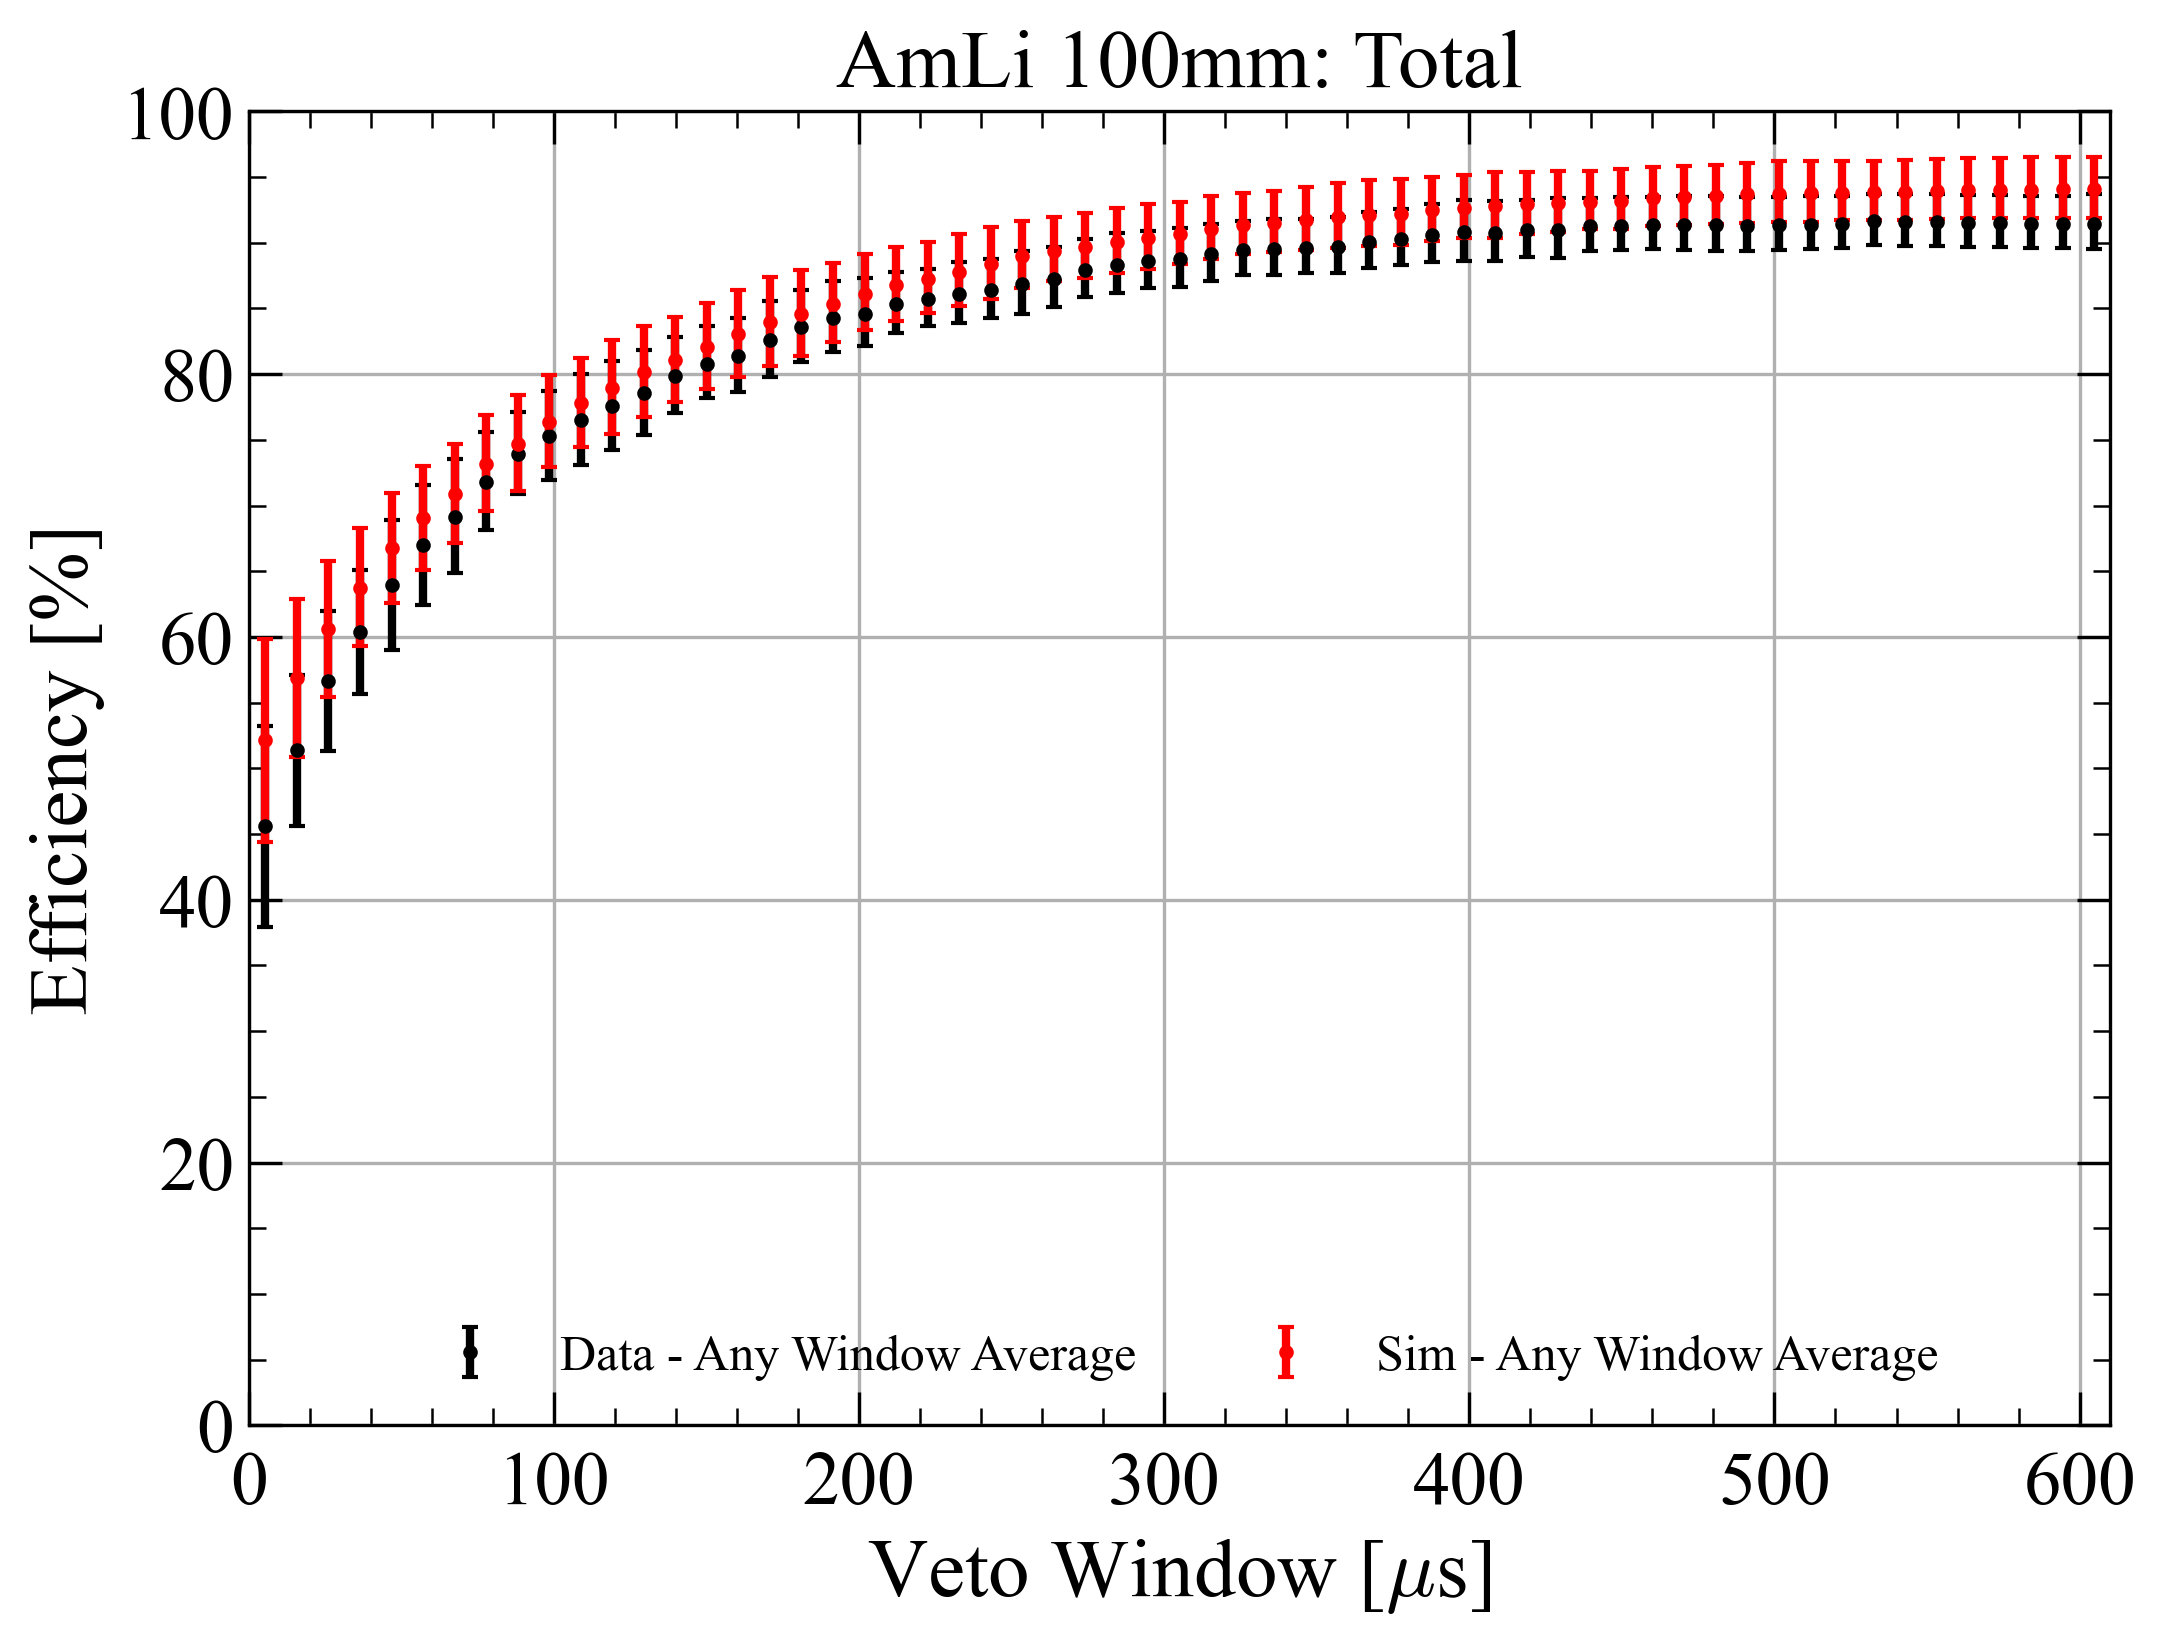 AmLi 100mm: Total
100
80
60
40
20
0
Efficiency [%]
Data - Any Window Average
Sim - Any Window Average
0 100 200 300 400 500 600
Veto Window [μs]